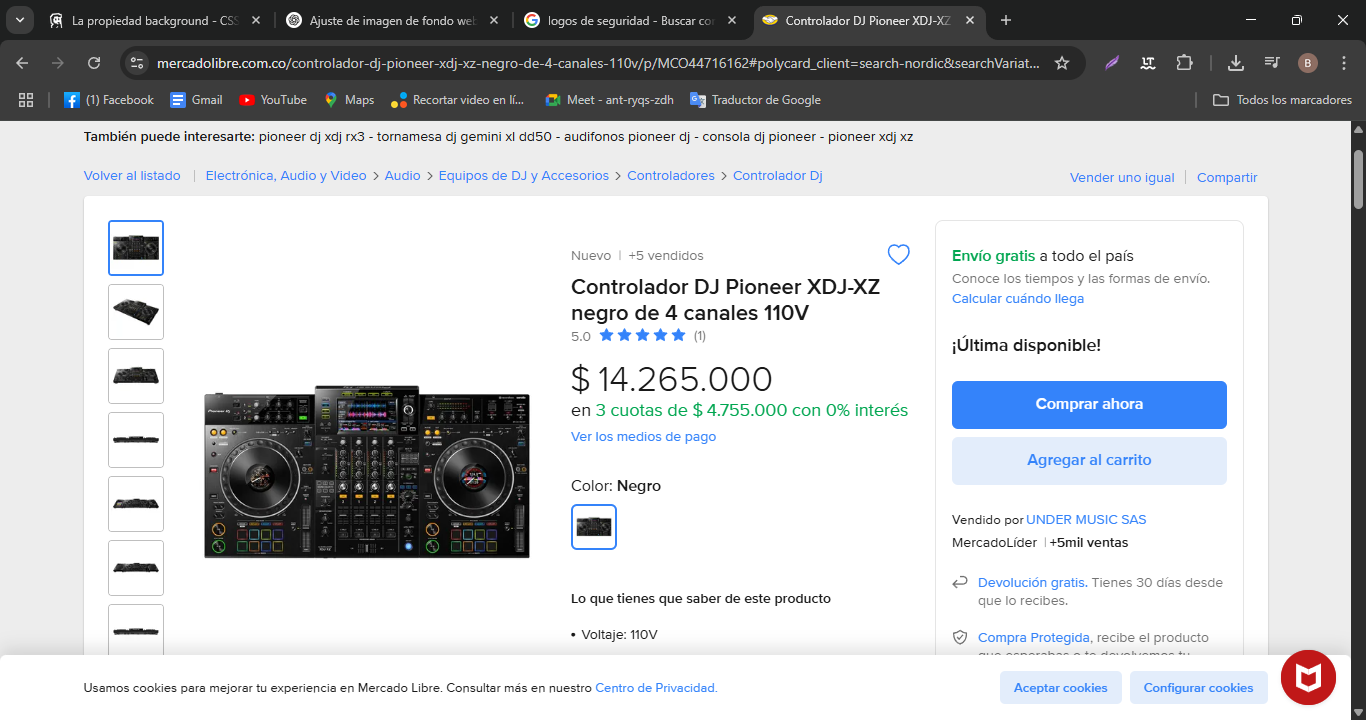 La propiedad background - CSS
Ajuste de imagen de fondo web
logos de seguridad - Buscar con
Controlador DJ Pioneer XDJ-XZ
mercadolibre.com.co/controlador-dj-pioneer-xdj-xz-negro-de-4-canales-110v/p/MCO44716162#polycard_client=search-nordic&searchVariat...
B
(1) Facebook
Gmail
YouTube
Maps
Recortar video en lí...
Meet - ant-ryqs-zdh
Traductor de Google
Todos los marcadores
También puede interesarte: pioneer dj xdj rx3 - tornamesa dj gemini xl dd50 - audifonos pioneer dj - consola dj pioneer - pioneer xdj xz
Volver al listado | Electrónica, Audio y Video > Audio > Equipos de DJ y Accesorios > Controladores > Controlador Dj
Vender uno igual | Compartir
Nuevo | +5 vendidos
Controlador DJ Pioneer XDJ-XZ
negro de 4 canales 110V
5.0 (1)
$ 14.265.000
en 3 cuotas de $ 4.755.000 con 0% interés
Ver los medios de pago
Color: Negro
Lo que tienes que saber de este producto
• Voltaje: 110V
Envío gratis a todo el país
Conoce los tiempos y las formas de envío.
Calcular cuándo llega
¡Última disponible!
Comprar ahora
Agregar al carrito
Vendido por UNDER MUSIC SAS
MercadoLíder | +5mil ventas
Devolución gratis. Tienes 30 días desde
que lo recibes.
Compra Protegida, recibe el producto
que esperabas o te devolvemos tu
Usamos cookies para mejorar tu experiencia en Mercado Libre. Consultar más en nuestro Centro de Privacidad.
Aceptar cookies
Configurar cookies